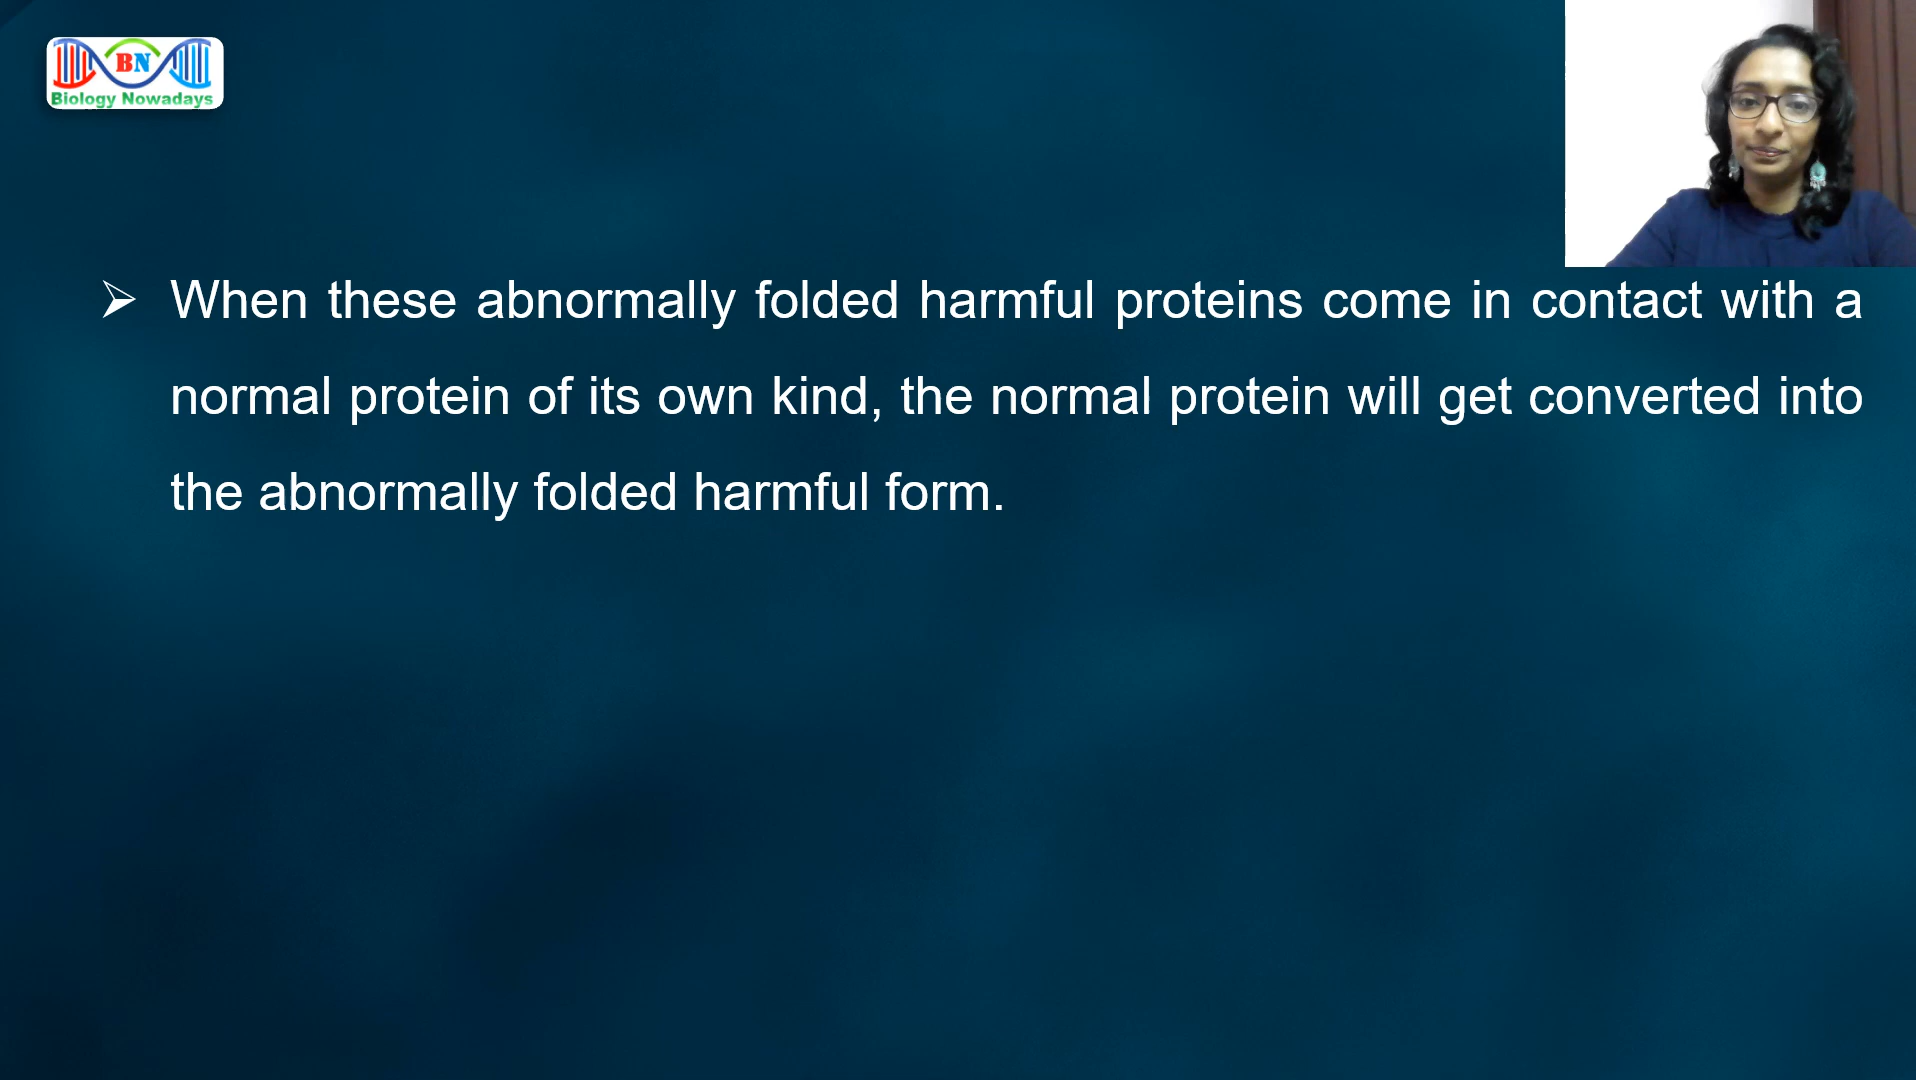 BN
Biology Nowadays
➢ When these abnormally folded harmful proteins come in contact with a
normal protein of its own kind, the normal protein will get converted into
the abnormally folded harmful form.